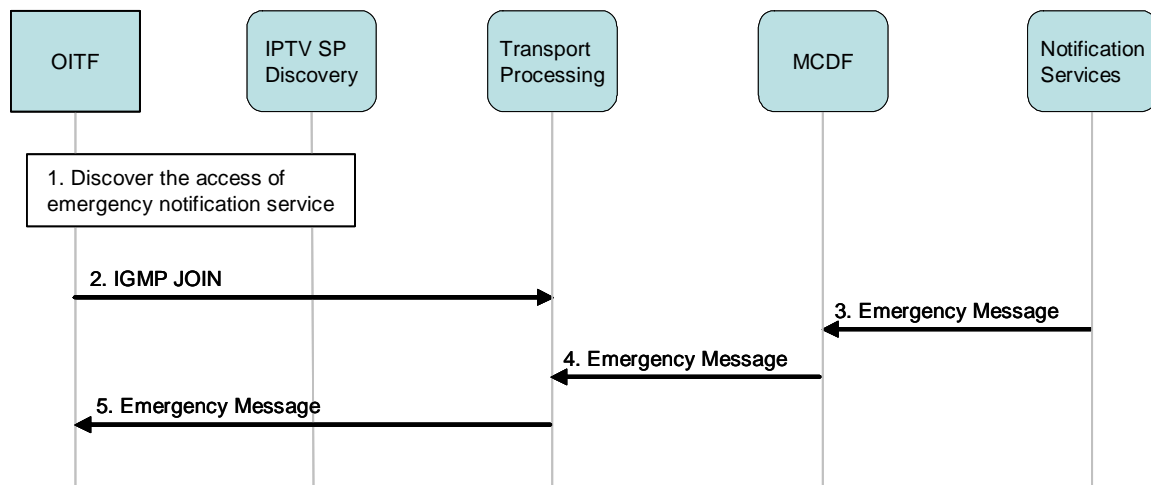 OITF
IPTV SP
Discovery
Transport
Processing
MCDF
Notification
Services
1. Discover the access of
emergency notification service
2. IGMP JOIN
3. Emergency Message
4. Emergency Message
5. Emergency Message